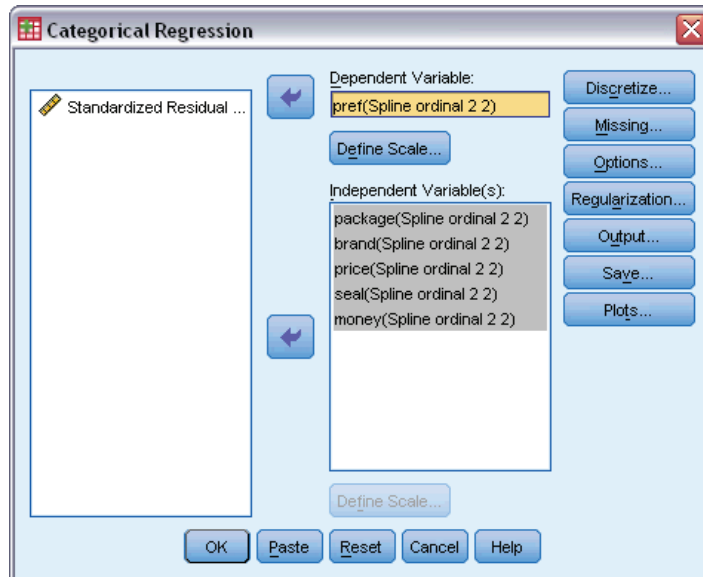 Categorical Regression
Standardized Residual ...
Dependent Variable:
pref(Spline ordinal 2 2)
Define Scale...
Independent Variable(s):
package(Spline ordinal 2 2)
brand(Spline ordinal 2 2)
price(Spline ordinal 2 2)
seal(Spline ordinal 2 2)
money(Spline ordinal 2 2)
Define Scale...
Discretize...
Missing...
Options...
Regularization...
Output...
Save...
Plots...
OK
Paste
Reset
Cancel
Help